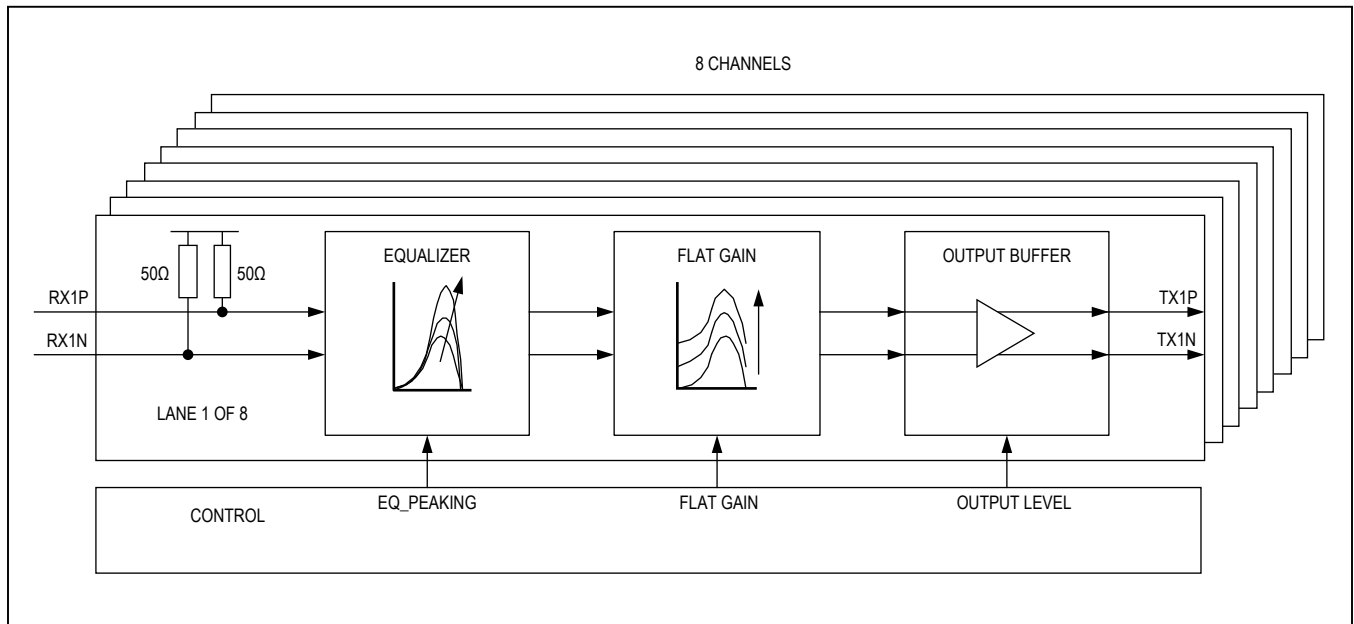 8 CHANNELS
EQUALIZER
FLAT GAIN
OUTPUT BUFFER
50Ω
50Ω
RX1P
TX1P
RX1N
TX1N
LANE 1 OF 8
EQ_PEAKING
FLAT GAIN
OUTPUT LEVEL
CONTROL